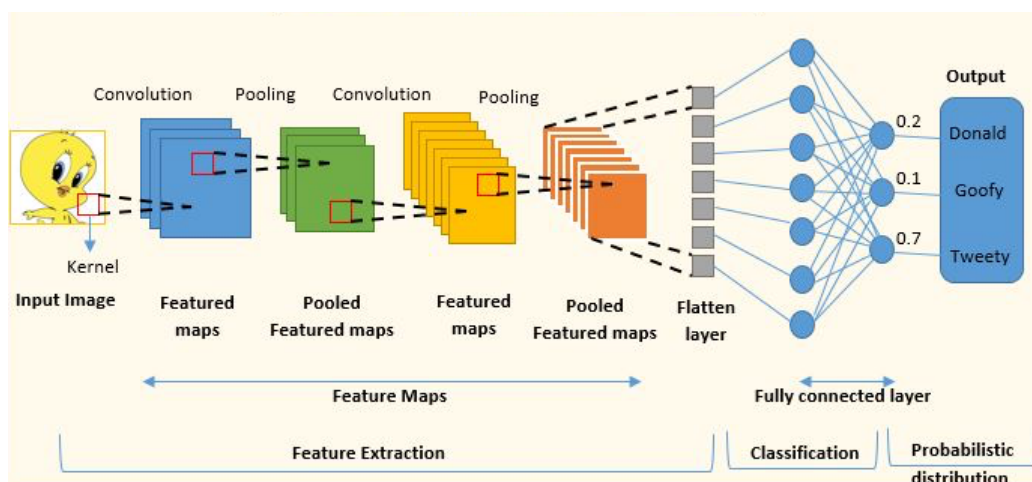 Convolution
Pooling
Convolution
Pooling
Output
0.2
Donald
0.1
Goofy
0.7
Tweety
Kernel
Input Image
Featured
maps
Pooled
Featured maps
Featured
maps
Pooled
Featured maps
Flatten
layer
Feature Maps
Fully connected layer
Feature Extraction
Classification
Probabilistic
distribution